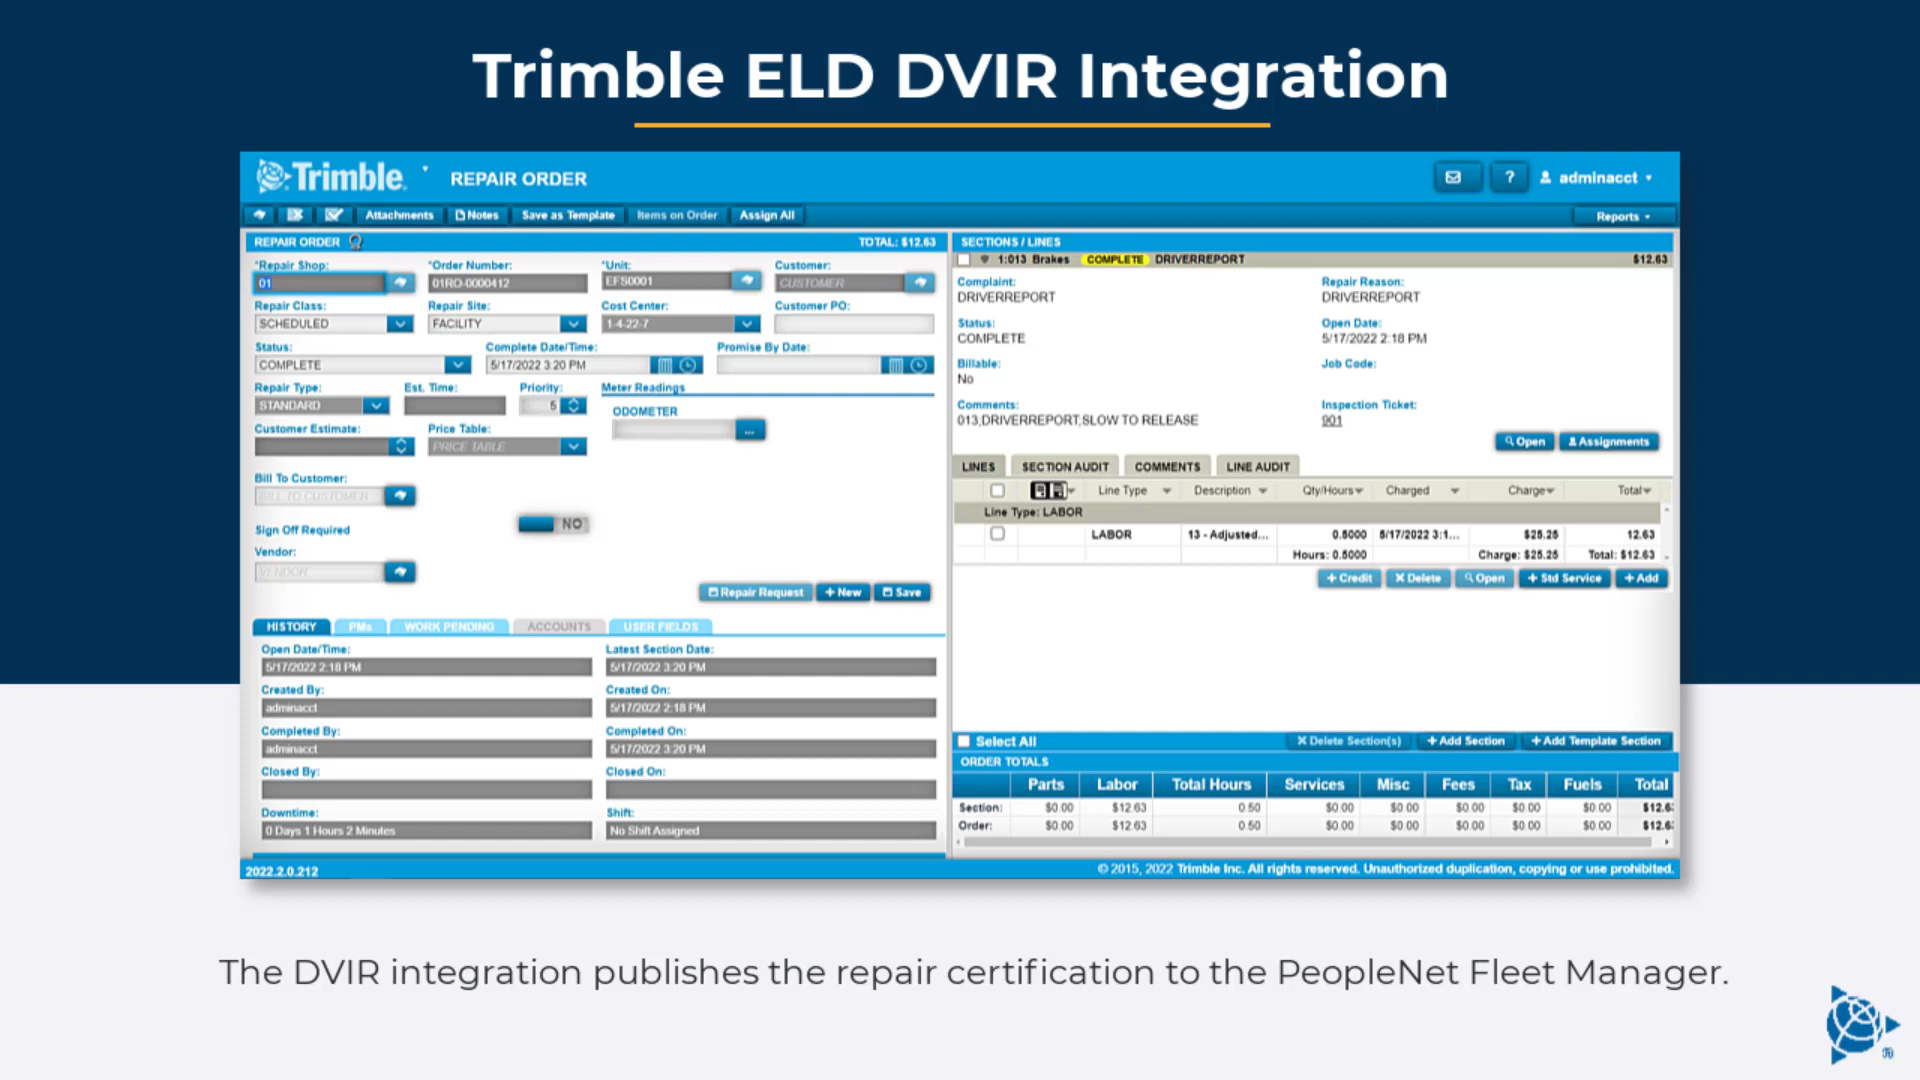 Trimble ELD DVIR Integration
Trimble. REPAIR ORDER ? adminacct
Attachments Notes Save as Template Items on Order Assign All Reports
REPAIR ORDER TOTAL: $12.63
*Repair Shop: *Order Number: *Unit: Customer:
01 01RO-0000412 EFS0001 CUSTOMER
Repair Class: Repair Site: Cost Center: Customer PO:
SCHEDULED FACILITY 1-4-22-7
Status: Complete Date/Time: Promise By Date:
COMPLETE 5/17/2022 3:20 PM
Repair Type: Est. Time: Priority: Meter Readings
STANDARD 5 ODOMETER
...
Customer Estimate: Price Table:
PRICE TABLE
Bill To Customer:
BILL TO CUSTOMER
Sign Off Required NO
Vendor:
VENDOR
Repair Request + New Save
HISTORY PMs WORK PENDING ACCOUNTS USER FIELDS
Open Date/Time: Latest Section Date:
5/17/2022 2:18 PM 5/17/2022 3:20 PM
Created By: Created On:
adminacct 5/17/2022 2:18 PM
Completed By: Completed On:
adminacct 5/17/2022 3:20 PM
Closed By: Closed On:
Downtime: Shift:
0 Days 1 Hours 2 Minutes No Shift Assigned
SECTIONS / LINES
1:013 Brakes COMPLETE DRIVERREPORT $12.63
Complaint: Repair Reason:
DRIVERREPORT DRIVERREPORT
Status: Open Date:
COMPLETE 5/17/2022 2:18 PM
Billable: Job Code:
No
Comments: Inspection Ticket:
013,DRIVERREPORT,SLOW TO RELEASE 901
Open Assignments
LINES SECTION AUDIT COMMENTS LINE AUDIT
Line Type Description Qty/Hours Charged Charge Total
Line Type: LABOR
LABOR 13 - Adjusted... 0.5000 5/17/2022 3:1... $25.25 12.63
Hours: 0.5000 Charge: $25.25 Total: $12.63
+ Credit X Delete Open + Std Service + Add
Select All X Delete Section(s) + Add Section + Add Template Section
ORDER TOTALS
Parts Labor Total Hours Services Misc Fees Tax Fuels Total
Section: $0.00 $12.63 0.50 $0.00 $0.00 $0.00 $0.00 $0.00 $12.6
Order: $0.00 $12.63 0.50 $0.00 $0.00 $0.00 $0.00 $0.00 $12.6
2022.2.0.212 © 2015, 2022 Trimble Inc. All rights reserved. Unauthorized duplication, copying or use prohibited.
The DVIR integration publishes the repair certification to the PeopleNet Fleet Manager.
®